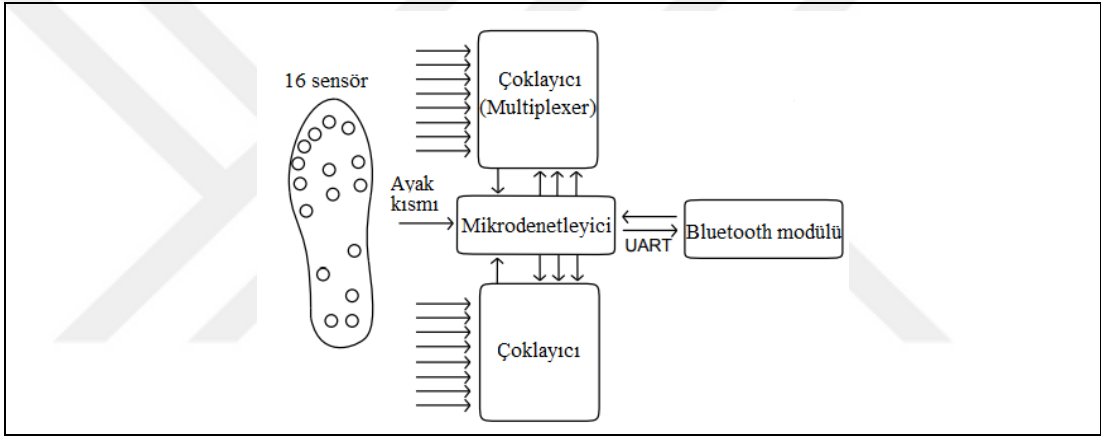 16 sensör
Çoklayıcı
(Multiplexer)
Ayak
kısmı
Mikrodenetleyici
UART
Bluetooth modülü
Çoklayıcı